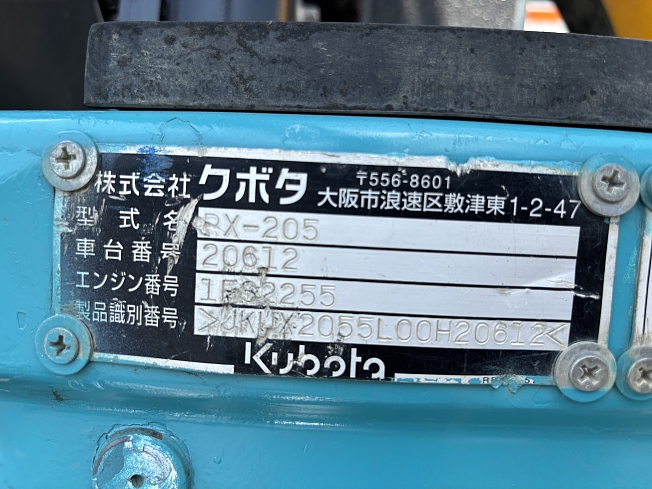 株式会社 クボタ 〒556-8601
大阪市浪速区敷津東1-2-47
型式名 RX-205
車台番号 20612
エンジン番号
製品識別番号
Kubota